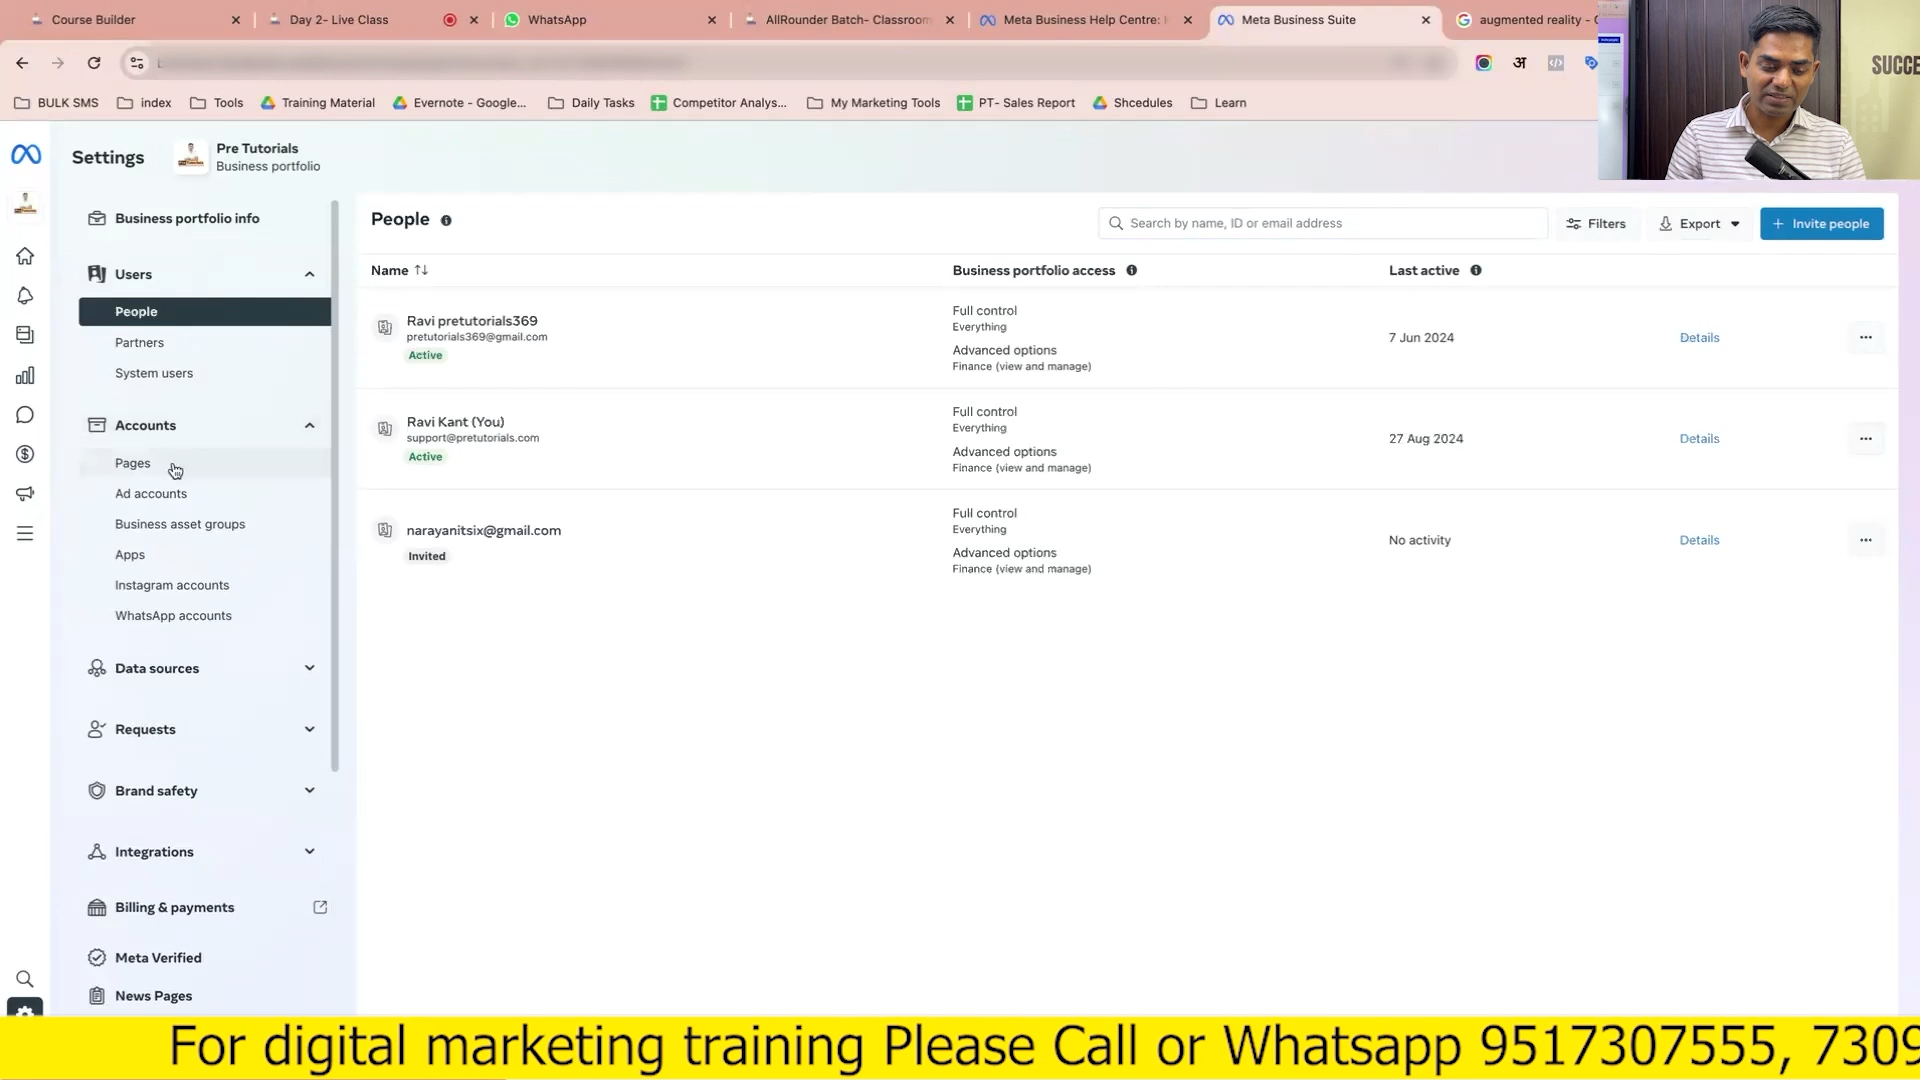 Course Builder
Day 2- Live Class
WhatsApp
AllRounder Batch- Classroom
Meta Business Help Centre:
Meta Business Suite
augmented reality -
SUCCE
BULK SMS
index
Tools
Training Material
Evernote - Google...
Daily Tasks
Competitor Analys...
My Marketing Tools
PT- Sales Report
Shcedules
Learn
Settings
Pre Tutorials
Business portfolio
Business portfolio info
Users
People
Partners
System users
Accounts
Pages
Ad accounts
Business asset groups
Apps
Instagram accounts
WhatsApp accounts
Data sources
Requests
Brand safety
Integrations
Billing & payments
Meta Verified
News Pages
People
Search by name, ID or email address
Filters
Export
+ Invite people
Name
Business portfolio access
Last active
Ravi pretutorials369
pretutorials369@gmail.com
Active
Full control
Everything
Advanced options
Finance (view and manage)
7 Jun 2024
Details
Ravi Kant (You)
support@pretutorials.com
Active
Full control
Everything
Advanced options
Finance (view and manage)
27 Aug 2024
Details
narayanitsix@gmail.com
Invited
Full control
Everything
Advanced options
Finance (view and manage)
No activity
Details
For digital marketing training Please Call or Whatsapp 9517307555, 7309